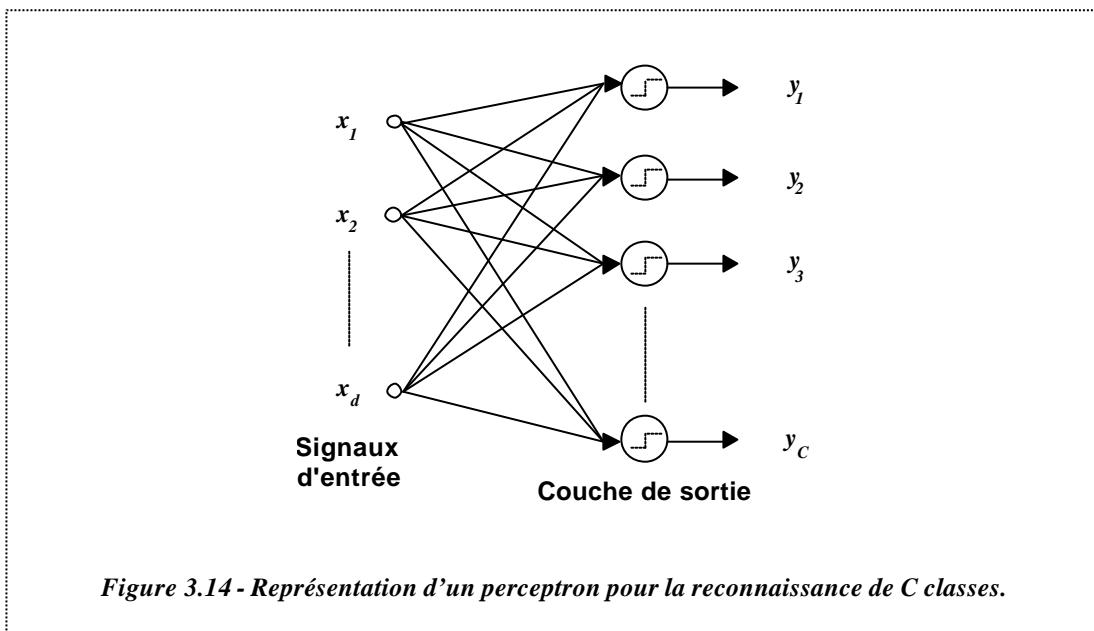 x1
x2
xd
Signaux
d'entrée
y1
y2
y3
yC
Couche de sortie
Figure 3.14 - Représentation d’un perceptron pour la reconnaissance de C classes.